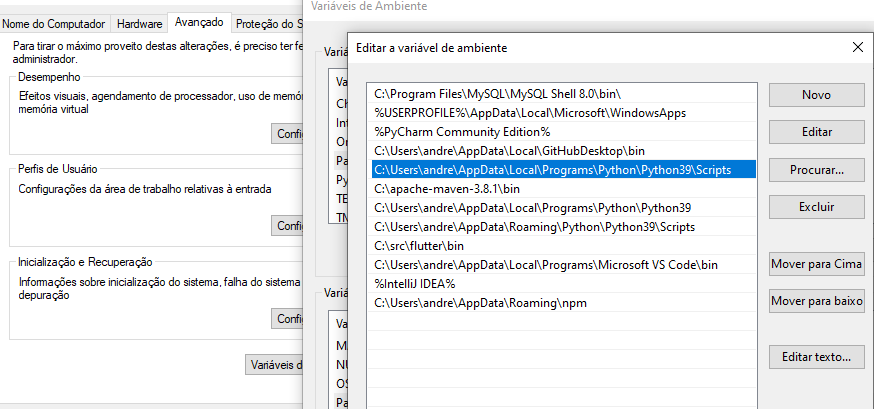 Variáveis de Ambiente
Nome do Computador
Hardware
Avançado
Proteção do S
Para tirar o máximo proveito destas alterações, é preciso ter fe
administrador.
Desempenho
Efeitos visuais, agendamento de processador, uso de memór
memória virtual
Confi
Perfis de Usuário
Configurações da área de trabalho relativas à entrada
Confi
Inicialização e Recuperação
Informações sobre inicialização do sistema, falha do sistema
depuração
Confi
Variáveis d
Variá
Va
Ch
Int
On
Pa
Py
TE
TM
Variá
Va
M
NU
OS
Pa
Editar a variável de ambiente
C:\Program Files\MySQL\MySQL Shell 8.0\bin\
%USERPROFILE%\AppData\Local\Microsoft\WindowsApps
%PyCharm Community Edition%
C:\Users\andre\AppData\Local\GitHubDesktop\bin
C:\Users\andre\AppData\Local\Programs\Python\Python39\Scripts
C:\apache-maven-3.8.1\bin
C:\Users\andre\AppData\Local\Programs\Python\Python39
C:\Users\andre\AppData\Roaming\Python\Python39\Scripts
C:\src\flutter\bin
C:\Users\andre\AppData\Local\Programs\Microsoft VS Code\bin
%IntelliJ IDEA%
C:\Users\andre\AppData\Roaming\npm
Novo
Editar
Procurar...
Excluir
Mover para Cima
Mover para baixo
Editar texto...